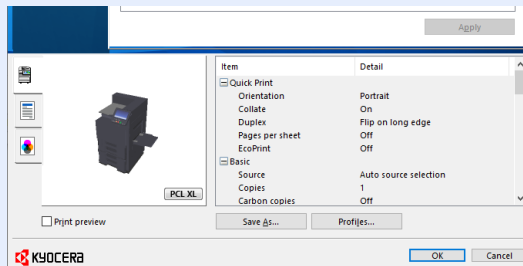 Apply
Item Detail
Quick Print
Orientation Portrait
Collate On
Duplex Flip on long edge
Pages per sheet Off
EcoPrint Off
Basic
Source Auto source selection
Copies 1
Carbon copies Off
PCL XL
Print preview Save As... Profiles...
KYOCERA OK Cancel